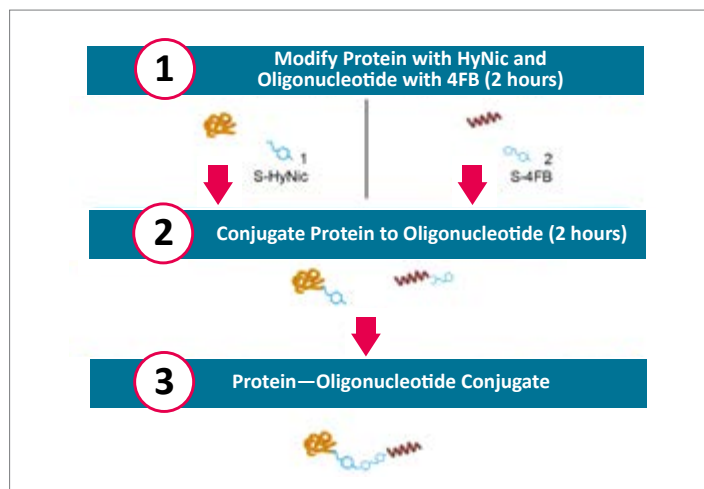 1
Modify Protein with HyNic and
Oligonucleotide with 4FB (2 hours)
1
S-HyNic
2
S-4FB
2
Conjugate Protein to Oligonucleotide (2 hours)
3
Protein—Oligonucleotide Conjugate